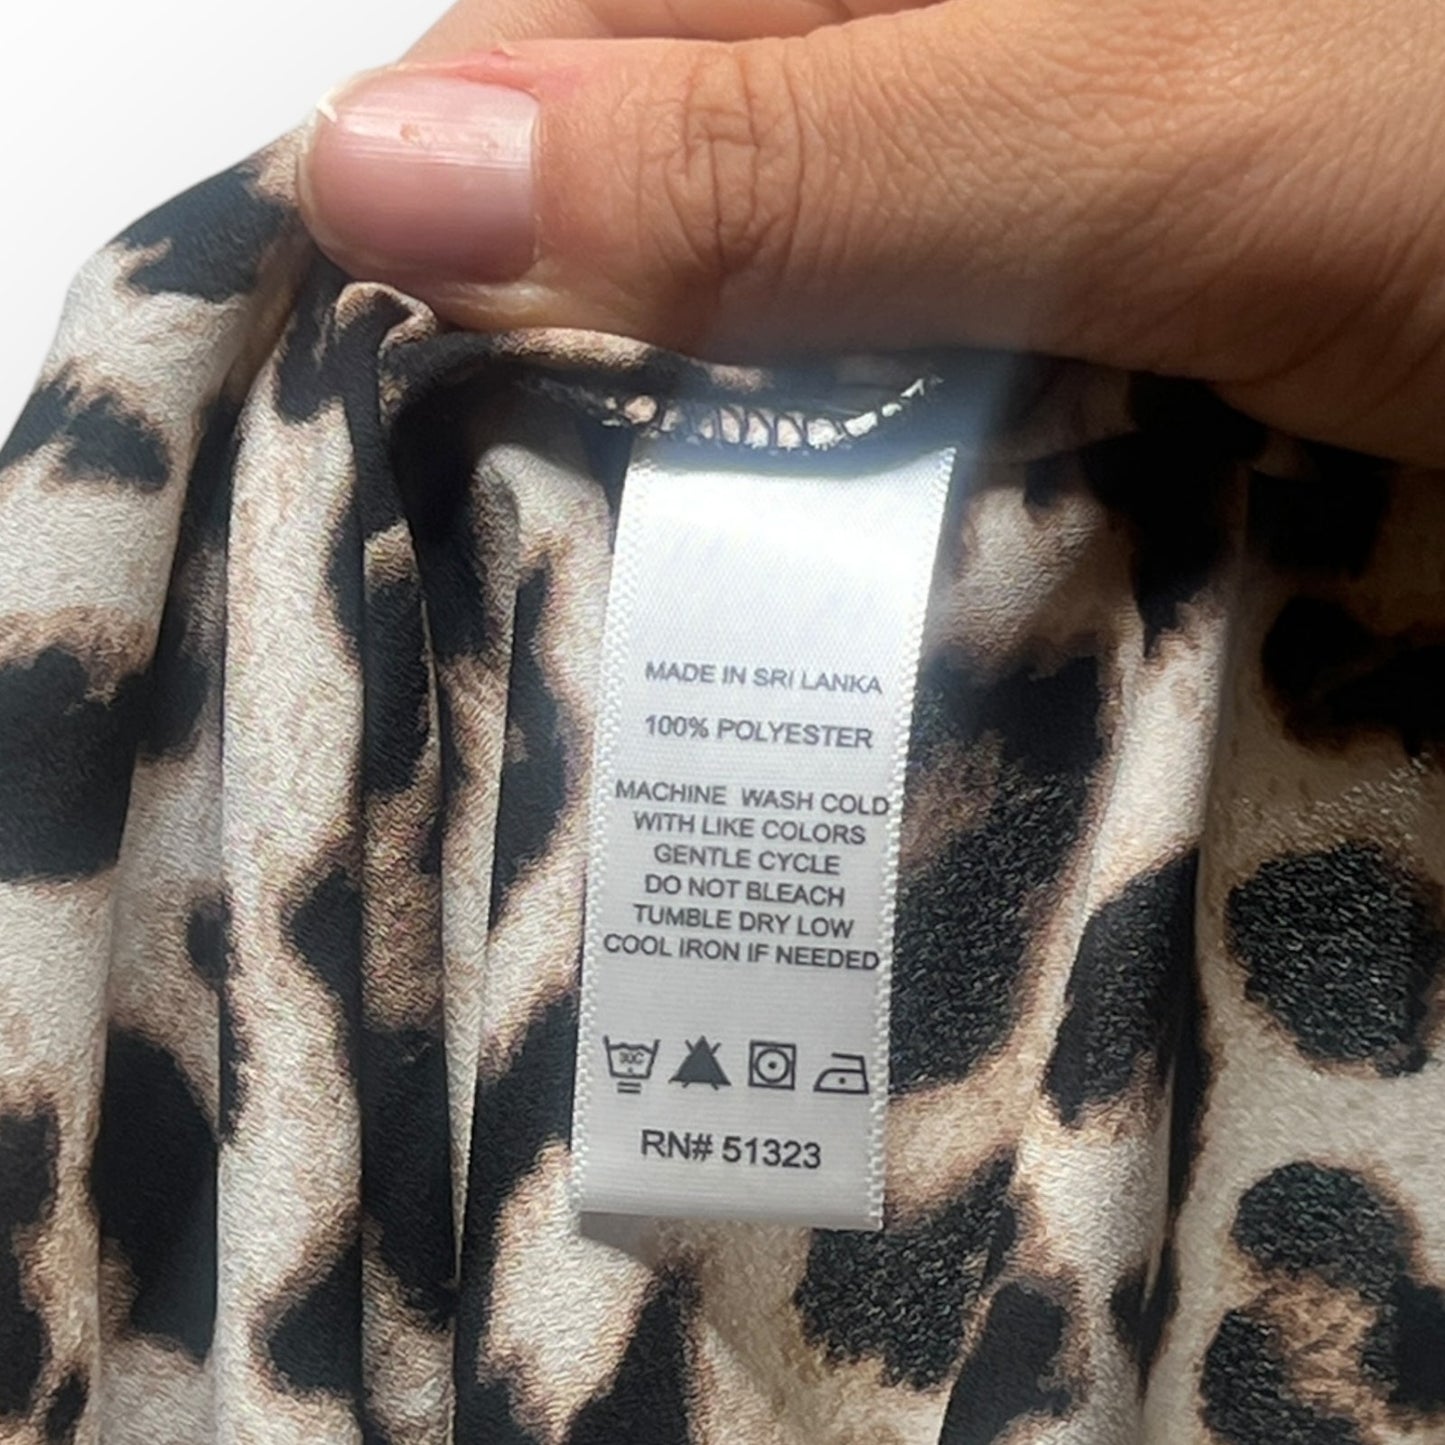 MADE IN SRI LANKA
100% POLYESTER
MACHINE WASH COLD
WITH LIKE COLORS
GENTLE CYCLE
DO NOT BLEACH
TUMBLE DRY LOW
COOL IRON IF NEEDED
30C
RN# 51323